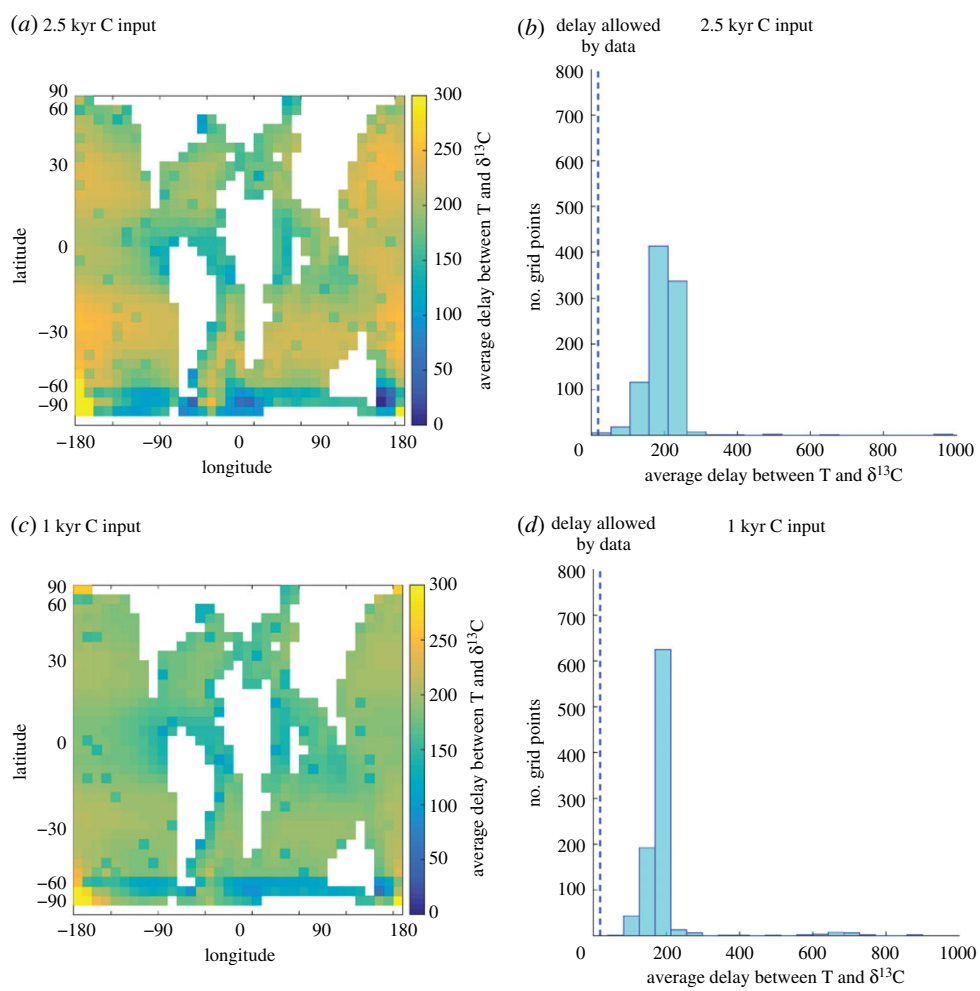 (a) 2.5 kyr C input
90
60
30
0
−30
−60
−90
latitude
−180 −90 0 90 180
longitude
300
250
200
150
100
50
0
average delay between T and δ13C
(b) delay allowed by data 2.5 kyr C input
800
700
600
500
400
300
200
100
no. grid points
0 200 400 600 800 1000
average delay between T and δ13C
(c) 1 kyr C input
90
60
30
0
−30
−60
−90
latitude
−180 −90 0 90 180
longitude
300
250
200
150
100
50
0
average delay between T and δ13C
(d) delay allowed by data 1 kyr C input
800
700
600
500
400
300
200
100
no. grid points
0 200 400 600 800 1000
average delay between T and δ13C